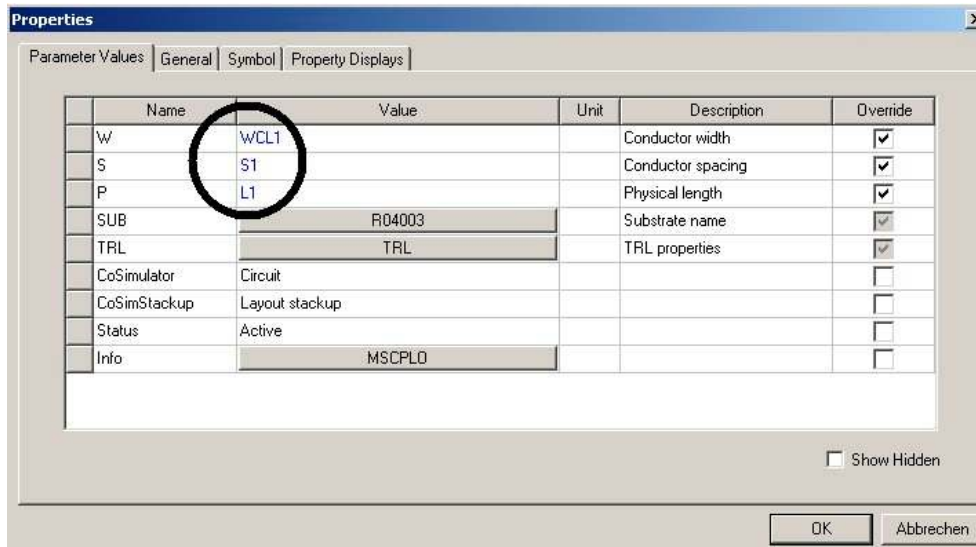 Properties
Parameter Values General Symbol Property Displays
Name Value Unit Description Override
W WCL1 Conductor width
S S1 Conductor spacing
P L1 Physical length
SUB R04003 Substrate name
TRL TRL TRL properties
CoSimulator Circuit
CoSimStackup Layout stackup
Status Active
Info MSCPLO
Show Hidden
OK Abbrechen